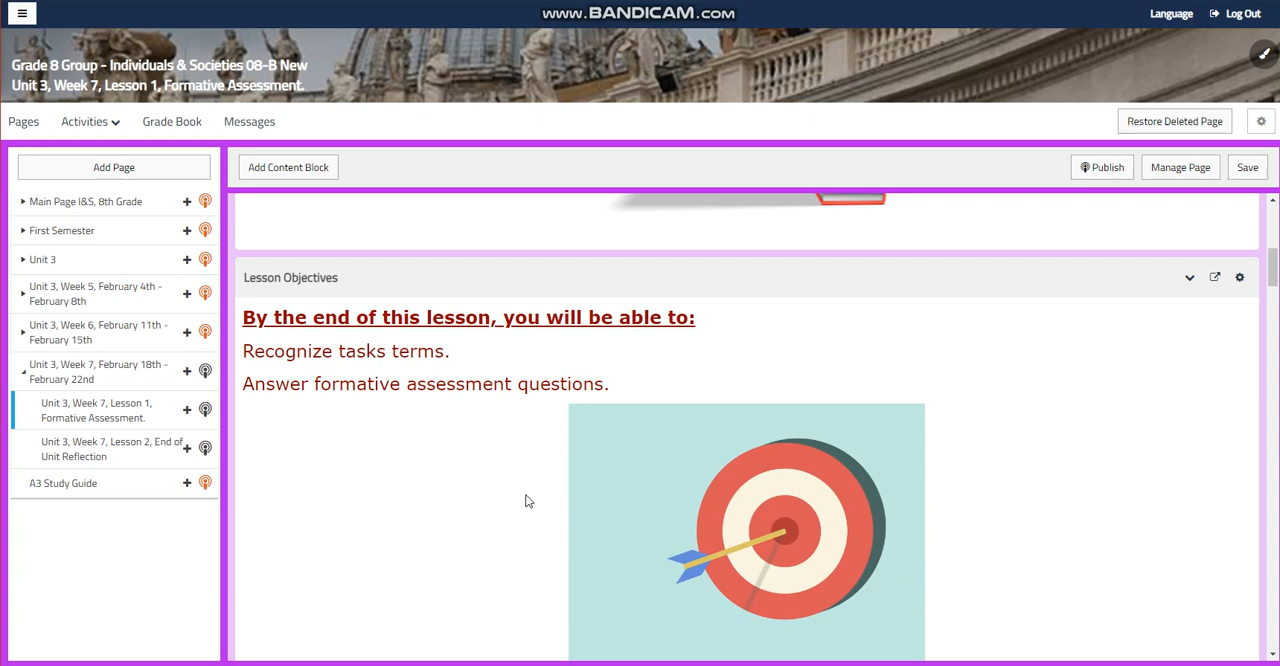 www.BANDICAM.com
Language
Log Out
Grade 8 Group - Individuals & Societies 08-B New
Unit 3, Week 7, Lesson 1, Formative Assessment.
Pages
Activities
Grade Book
Messages
Restore Deleted Page
Add Page
Add Content Block
Publish
Manage Page
Save
Main Page I&S, 8th Grade
First Semester
Unit 3
Unit 3, Week 5, February 4th -
February 8th
Unit 3, Week 6, February 11th -
February 15th
Unit 3, Week 7, February 18th -
February 22nd
Unit 3, Week 7, Lesson 1,
Formative Assessment.
Unit 3, Week 7, Lesson 2, End of
Unit Reflection
A3 Study Guide
Lesson Objectives
By the end of this lesson, you will be able to:
Recognize tasks terms.
Answer formative assessment questions.